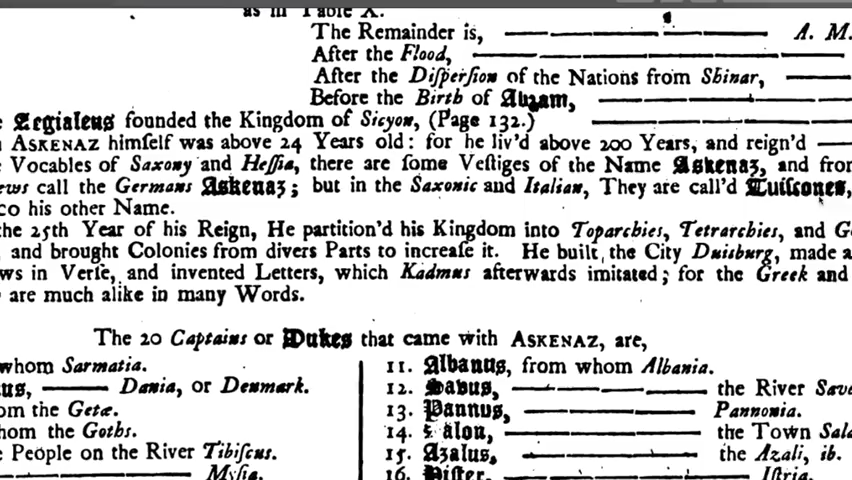 as in Table X.
The Remainder is, A. M.
After the Flood,
After the Diſperſion of the Nations from Shinar,
Before the Birth of Abram,
Aegialeus founded the Kingdom of Sicyon, (Page 132.)
ASKENAZ himſelf was above 24 Years old: for he liv'd above 200 Years, and reign'd
Vocables of Saxony and Heſſia, there are ſome Veſtiges of the Name Askenaz, and from
call the Germans Askenaz; but in the Saxonic and Italian, They are call'd Tuiſcones,
his other Name.
the 25th Year of his Reign, He partition'd his Kingdom into Toparchies, Tetrarchies, and
and brought Colonies from divers Parts to increaſe it. He built the City Duisburg, made a
in Verſe, and invented Letters, which Kadmus afterwards imitated; for the Greek and
are much alike in many Words.
The 20 Captains or Dukes that came with ASKENAZ, are,
whom Sarmatia.
Dania, or Denmark.
from the Getæ.
whom the Goths.
People on the River Tibiſcus.
Myſia.
11. Albanus, from whom Albania.
12. Savus, the River Save
13. Pannus, Pannonia.
14. the Town
15. Azalus, the Azali, ib.
16. Hiſter, Iſtria.